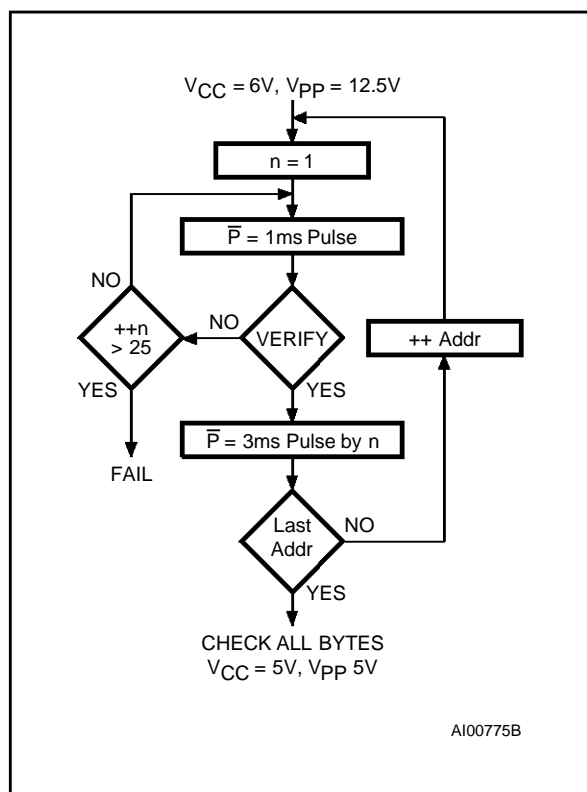 VCC = 6V, VPP = 12.5V
n = 1
P̅ = 1ms Pulse
NO
++n
> 25
NO
VERIFY
++ Addr
YES
YES
P̅ = 3ms Pulse by n
FAIL
Last
Addr
NO
YES
CHECK ALL BYTES
VCC = 5V, VPP 5V
AI00775B